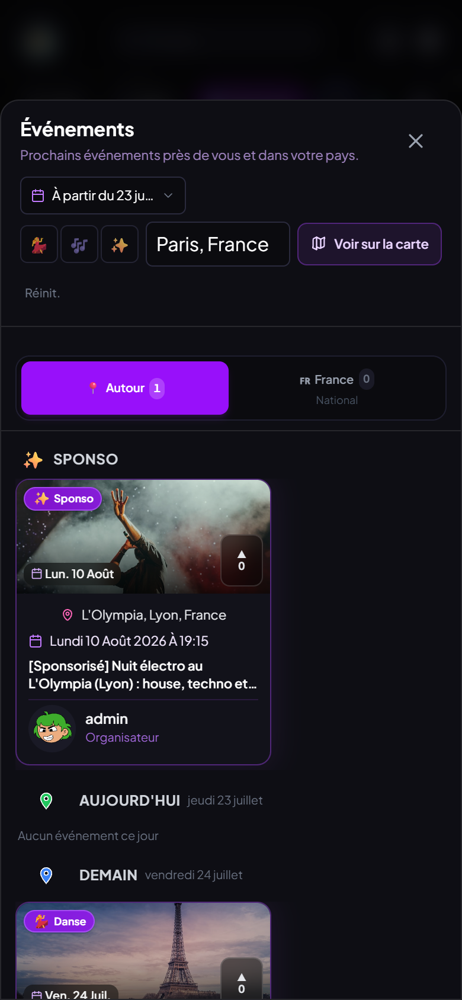 Événements
Prochains événements près de vous et dans votre pays.
À partir du 23 ju...
Paris, France
Voir sur la carte
Réinit.
📍 Autour 1
FR France 0
National
✨ SPONSO
✨ Sponso
▲
0
Lun. 10 Août
L'Olympia, Lyon, France
Lundi 10 Août 2026 À 19:15
[Sponsorisé] Nuit électro au
L'Olympia (Lyon) : house, techno et...
admin
Organisateur
AUJOURD'HUI jeudi 23 juillet
Aucun événement ce jour
DEMAIN vendredi 24 juillet
💃 Danse
▲
0
Ven. 24 Juil.